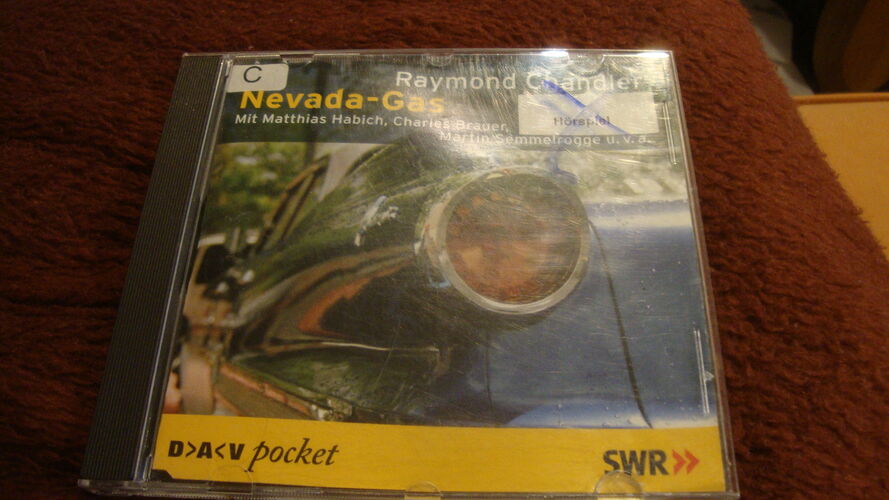 C
Raymond Chandler
Nevada-Gas
Hörspiel
Mit Matthias Habich, Charles Brauer,
Martin Semmelrogge u. v. a.
D>A<V pocket
SWR>>